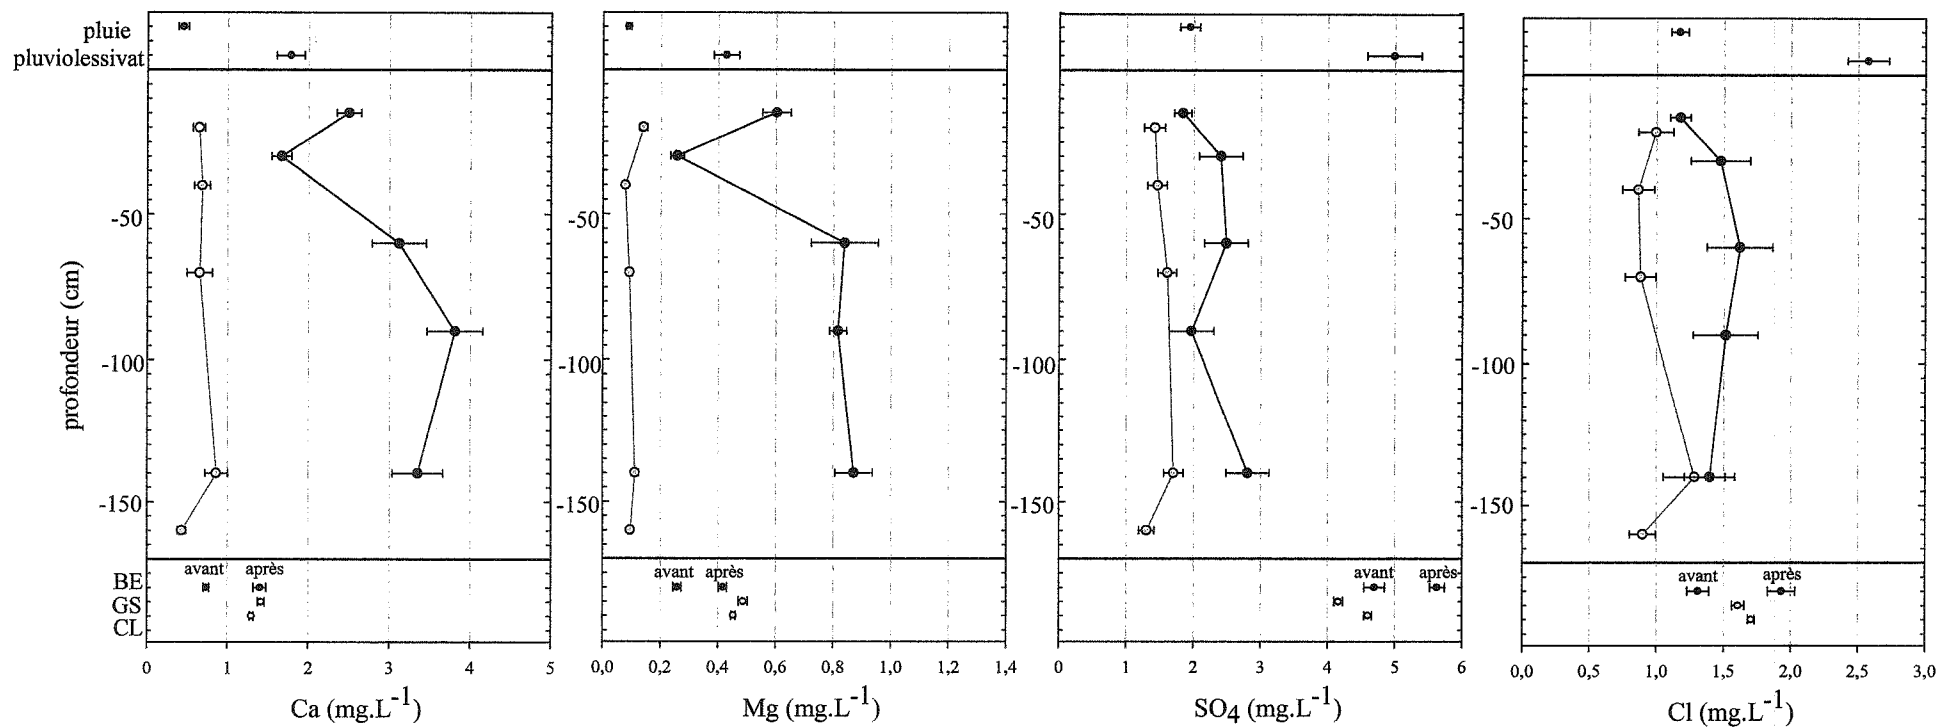 pluie
pluviolessivat
-50
-100
-150
profondeur (cm)
BE
GS
CL
avant après
0 1 2 3 4 5
Ca (mg.L-1)
-50
-100
-150
avant après
0,0 0,2 0,4 0,6 0,8 1,0 1,2 1,4
Mg (mg.L-1)
-50
-100
-150
avant après
0 1 2 3 4 5 6
SO4 (mg.L-1)
-50
-100
-150
avant après
0,0 0,5 1,0 1,5 2,0 2,5 3,0
Cl (mg.L-1)